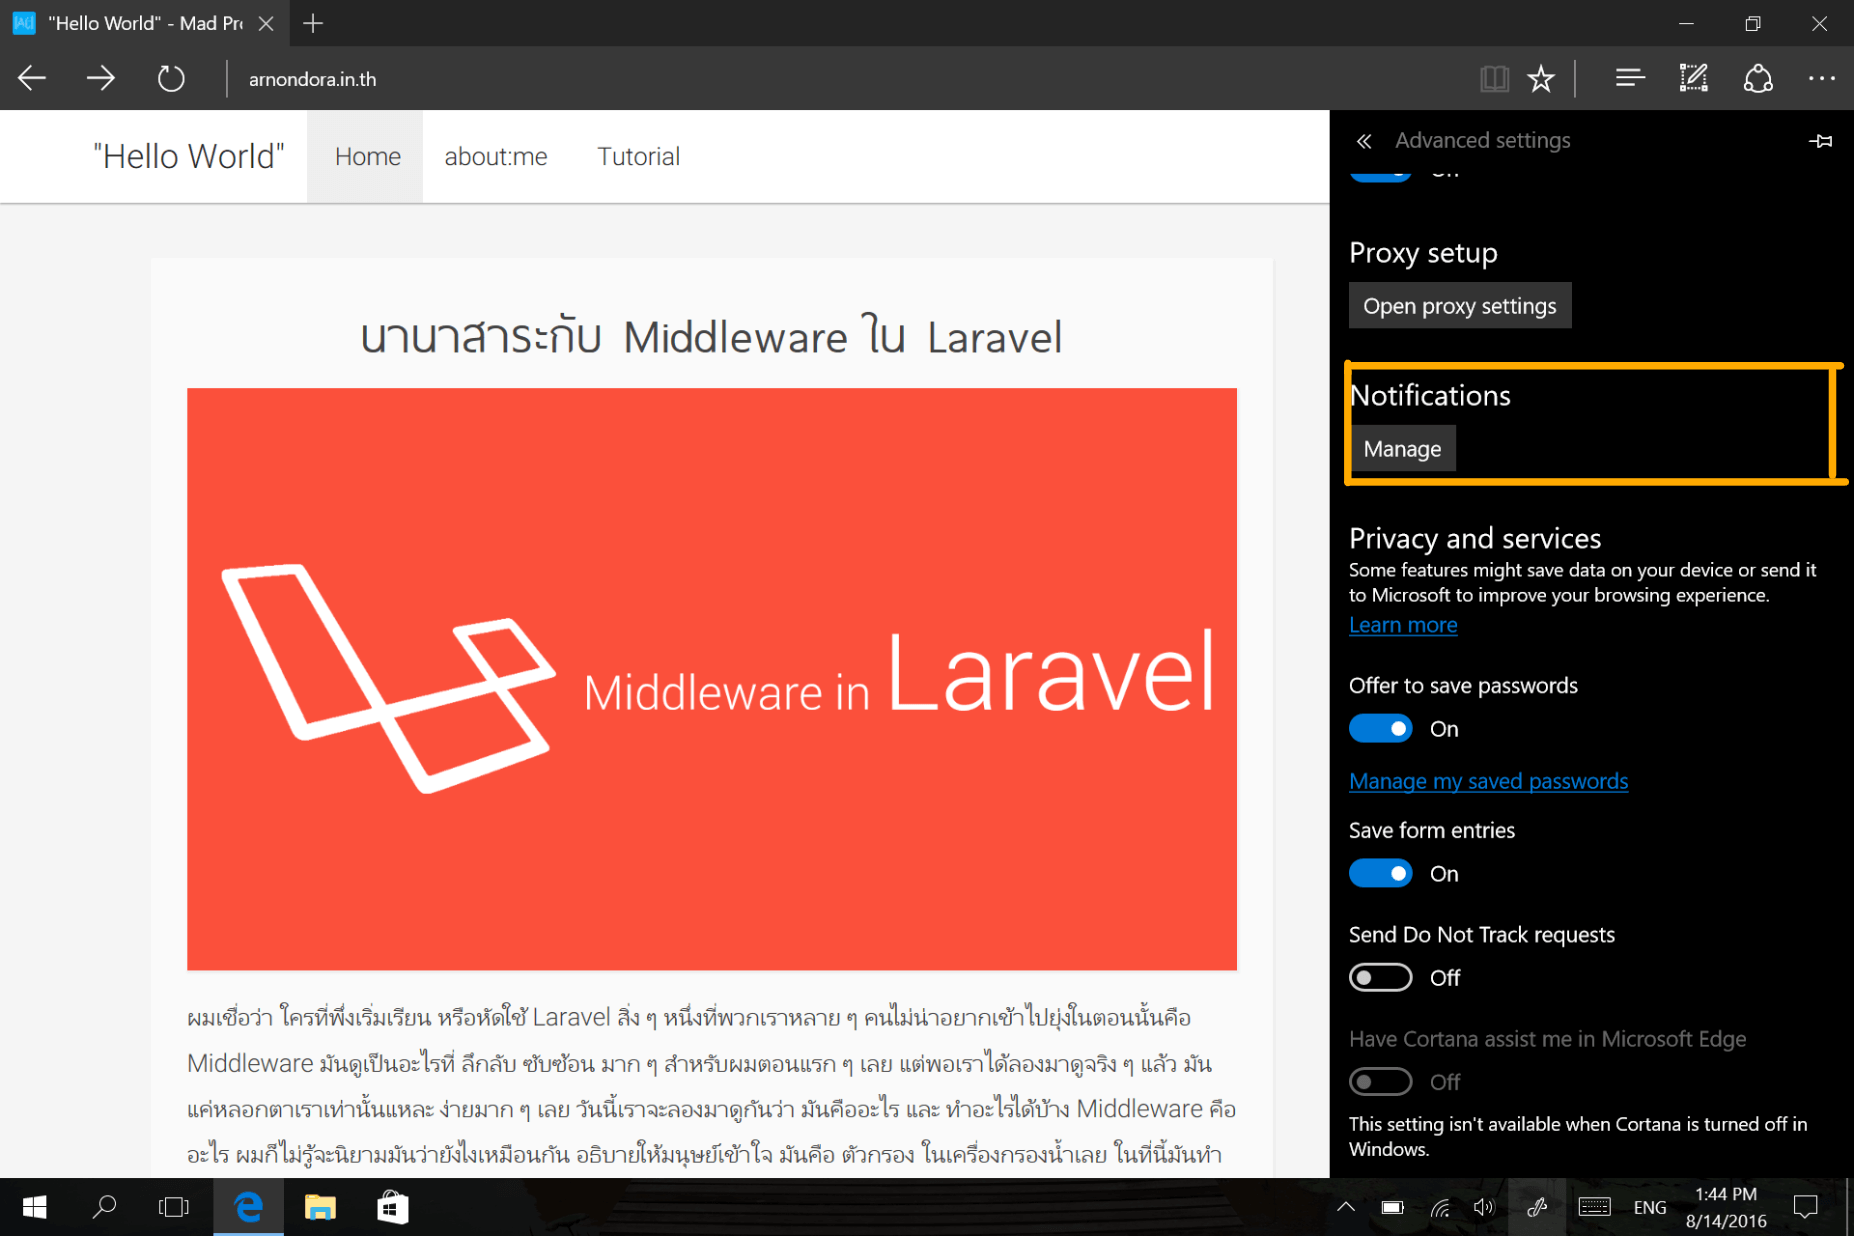 "Hello World" - Mad Pro
arnondora.in.th
"Hello World"
Home
about:me
Tutorial
นานาสาระกับ Middleware ใน Laravel
Middleware in Laravel
ผมเชื่อว่า ใครที่พึ่งเริ่มเรียน หรือหัดใช้ Laravel สิ่ง ๆ หนึ่งที่พวกเราหลาย ๆ คนไม่น่าอยากเข้าไปยุ่งในตอนนั้นคือ
Middleware มันดูเป็นอะไรที่ ลึกลับ ซับซ้อน มาก ๆ สำหรับผมตอนแรก ๆ เลย แต่พอเราได้ลองมาดูจริง ๆ แล้ว มัน
แค่หลอกตาเราเท่านั้นแหละ ง่ายมาก ๆ เลย วันนี้เราจะลองมาดูกันว่า มันคืออะไร และ ทำอะไรได้บ้าง Middleware คือ
อะไร ผมก็ไม่รู้จะนิยามมันว่ายังไงเหมือนกัน อธิบายให้มนุษย์เข้าใจ มันคือ ตัวกรอง ในเครื่องกรองน้ำเลย ในที่นี้มันทำ
Advanced settings
Proxy setup
Open proxy settings
Notifications
Manage
Privacy and services
Some features might save data on your device or send it
to Microsoft to improve your browsing experience.
Learn more
Offer to save passwords
On
Manage my saved passwords
Save form entries
On
Send Do Not Track requests
Off
Have Cortana assist me in Microsoft Edge
Off
This setting isn't available when Cortana is turned off in
Windows.
ENG
1:44 PM
8/14/2016